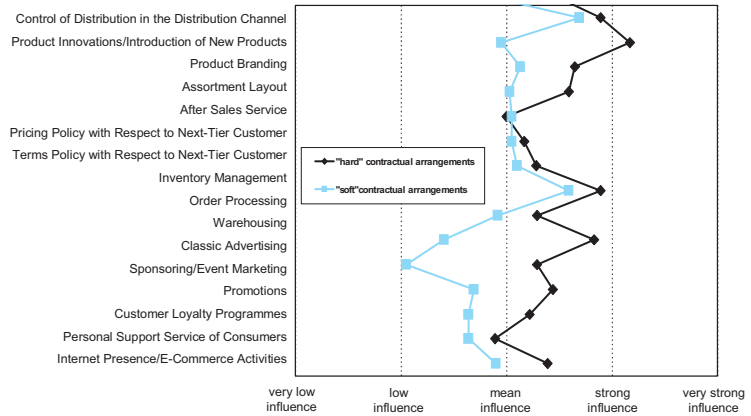 Control of Distribution in the Distribution Channel
Product Innovations/Introduction of New Products
Product Branding
Assortment Layout
After Sales Service
Pricing Policy with Respect to Next-Tier Customer
Terms Policy with Respect to Next-Tier Customer
Inventory Management
Order Processing
Warehousing
Classic Advertising
Sponsoring/Event Marketing
Promotions
Customer Loyalty Programmes
Personal Support Service of Consumers
Internet Presence/E-Commerce Activities
"hard" contractual arrangements
"soft"contractual arrangements
very low influence
low influence
mean influence
strong influence
very strong influence